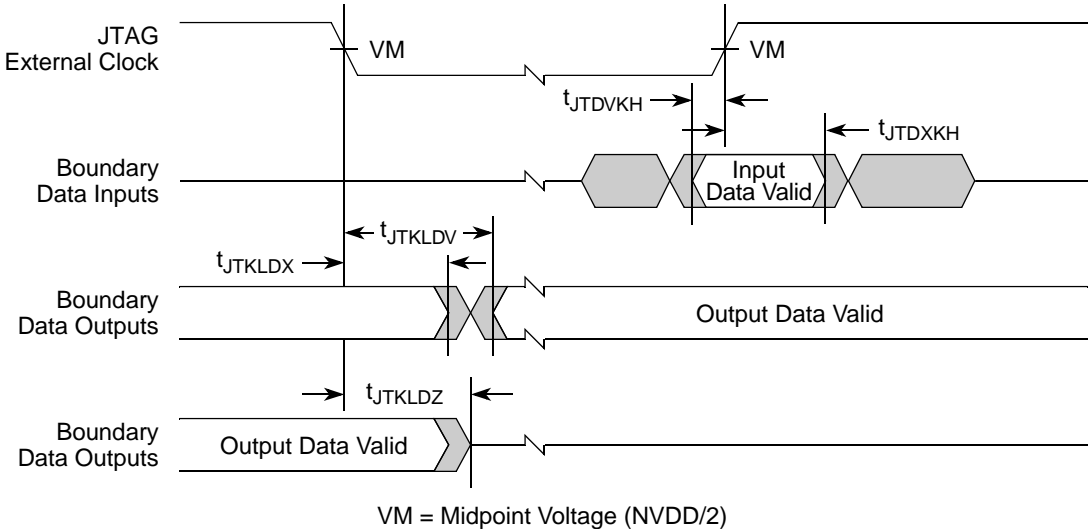 JTAG
External Clock
VM
VM
tJTDVKH
tJTDXKH
Boundary
Data Inputs
Input
Data Valid
tJTKLDV
tJTKLDX
Boundary
Data Outputs
Output Data Valid
tJTKLDZ
Boundary
Data Outputs
Output Data Valid
VM = Midpoint Voltage (NVDD/2)